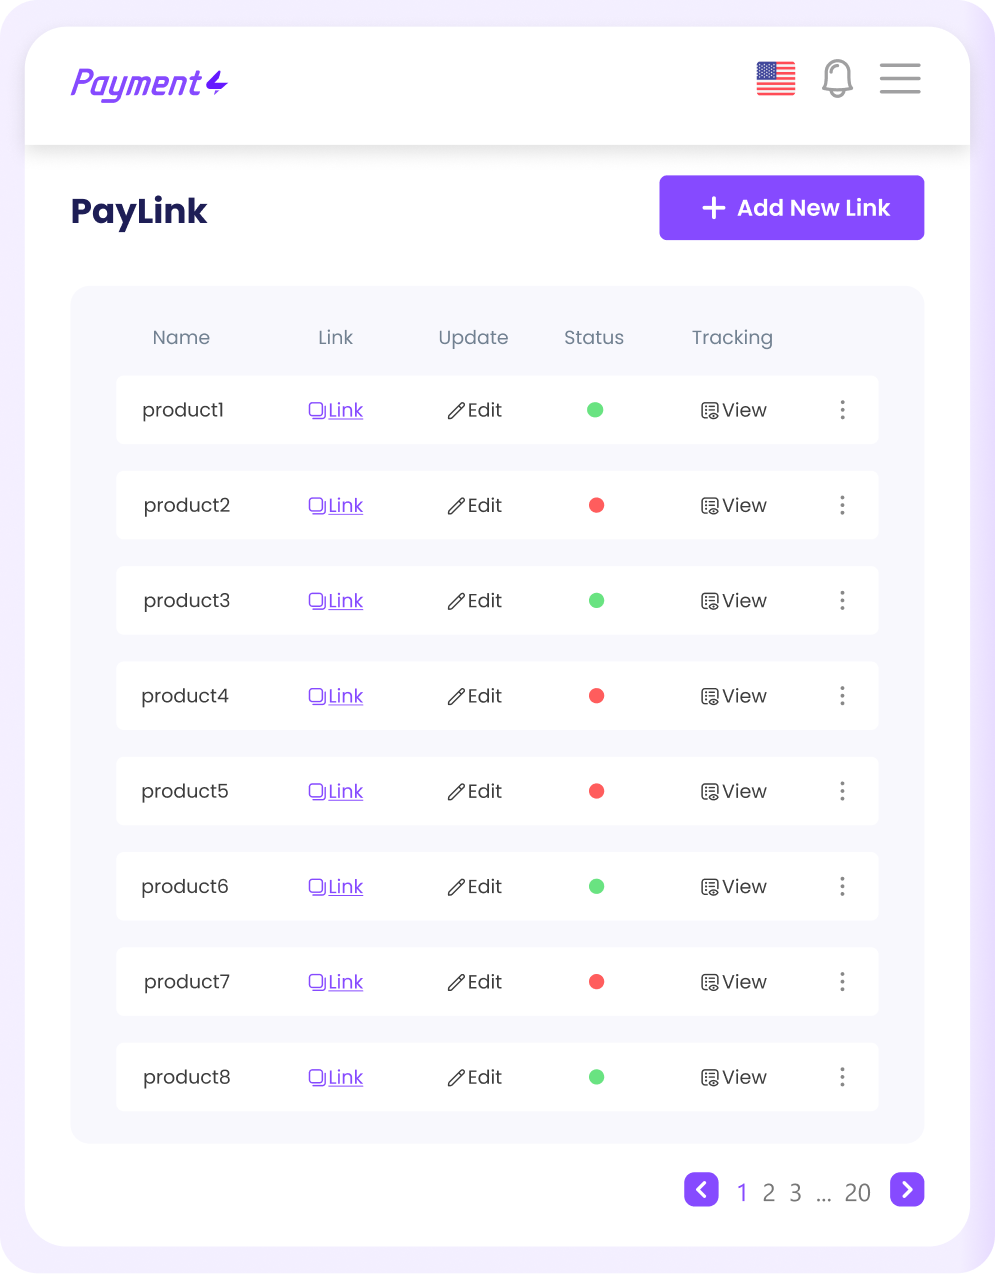 Payment
PayLink
Add New Link
Name Link Update Status Tracking
product1 Link Edit View
product2 Link Edit View
product3 Link Edit View
product4 Link Edit View
product5 Link Edit View
product6 Link Edit View
product7 Link Edit View
product8 Link Edit View
1 2 3 ... 20